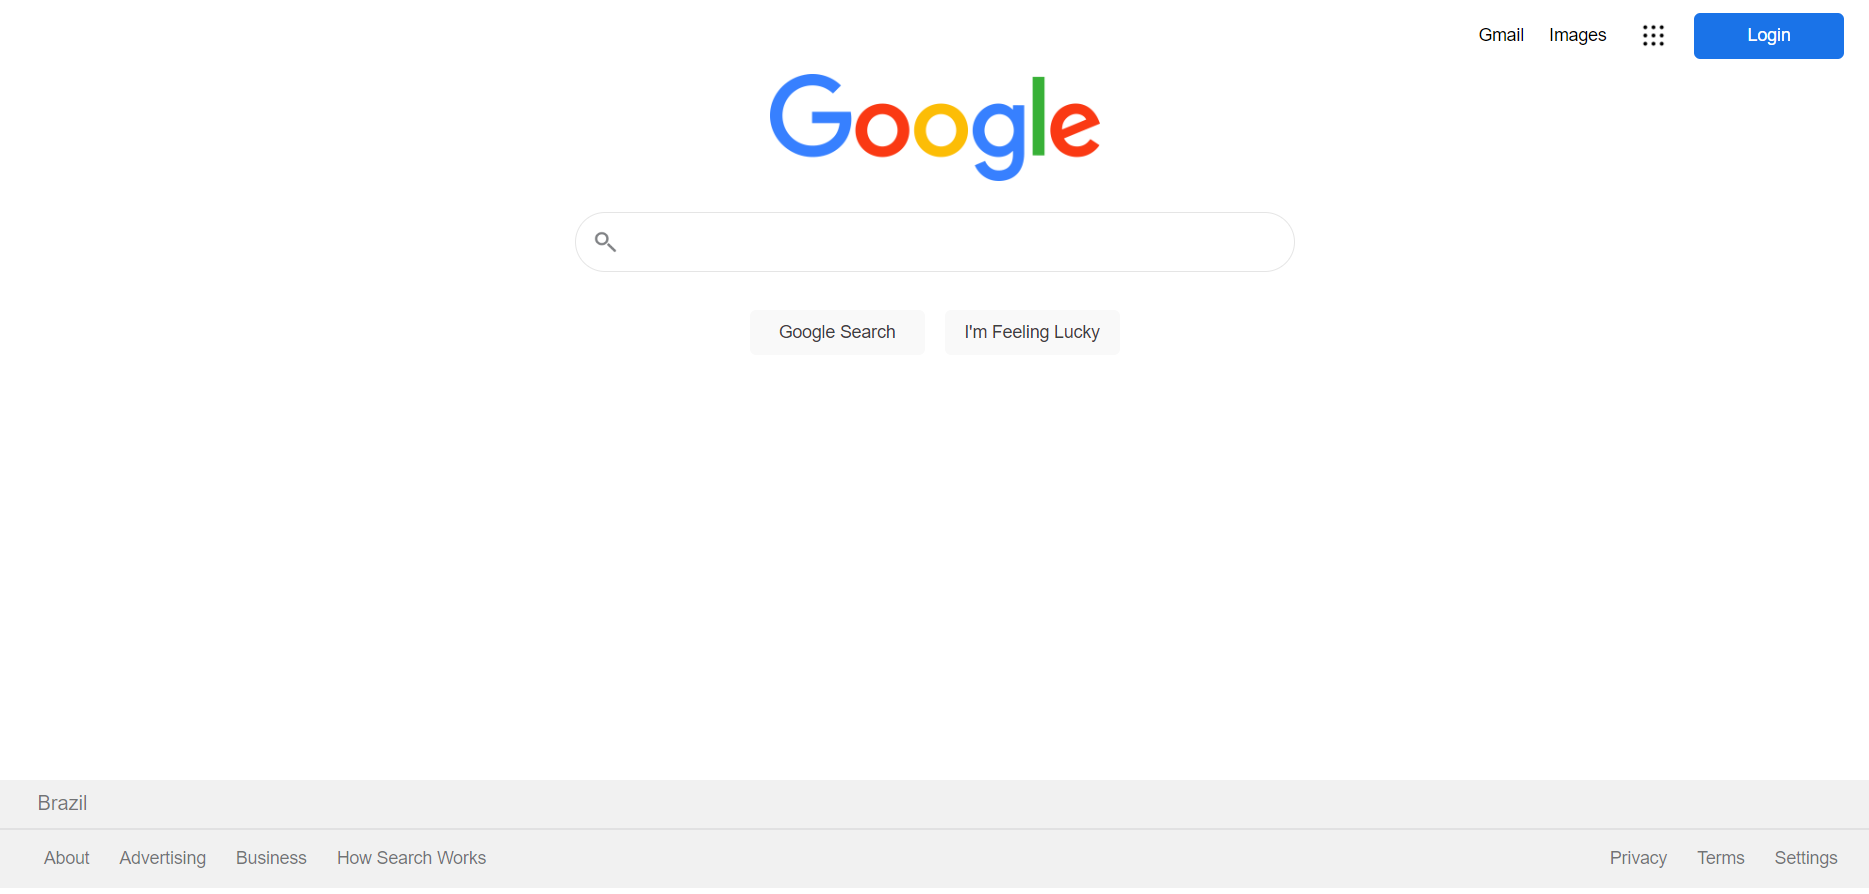 Gmail Images Login
Google
Google Search I'm Feeling Lucky
Brazil
About Advertising Business How Search Works Privacy Terms Settings